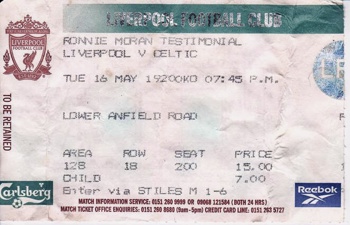 LIVERPOOL FOOTBALL CLUB
LIVERPOOL
FOOTBALL CLUB
RONNIE MORAN TESTIMONIAL
LIVERPOOL V CELTIC
TUE 16 MAY 19200KO 07:45 P.M.
LOWER ANFIELD ROAD
TO BE RETAINED
AREA ROW SEAT PRICE
128 18 200 15.00
CHILD 7.00
Enter via STILES M 1-6
Carlsberg
Reebok
MATCH INFORMATION SERVICE: 0151 260 9999 OR 09068 121584 (BOTH 24 HRS)
MATCH TICKET OFFICE ENQUIRIES: 0151 260 8680 (9am-5pm) CREDIT CARD LINE: 0151 263 5727